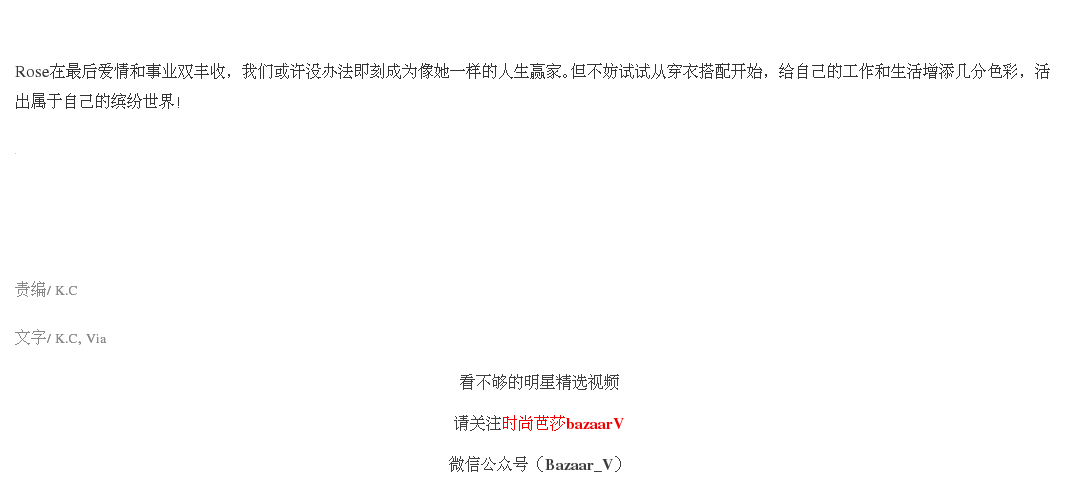 Rose在最后爱情和事业双丰收，我们或许没办法即刻成为像她一样的人生赢家。但不妨试试从穿衣搭配开始，给自己的工作和生活增添几分色彩，活
出属于自己的缤纷世界！
责编/ K.C
文字/ K.C, Via
看不够的明星精选视频
请关注时尚芭莎bazaarV
微信公众号（Bazaar_V）